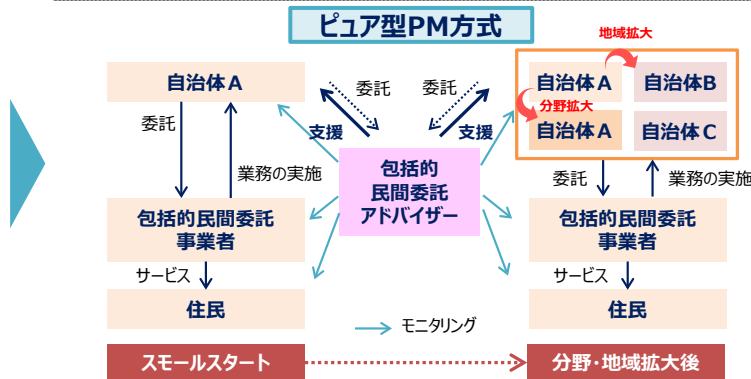 ピュア型PM方式
地域拡大
自治体A
委託
委託
自治体A
自治体B
分野拡大
支援
支援
自治体A
自治体C
委託
業務の実施
包括的
民間委託
アドバイザー
委託
業務の実施
包括的民間委託
事業者
包括的民間委託
事業者
サービス
サービス
住民
住民
モニタリング
スモールスタート
分野・地域拡大後